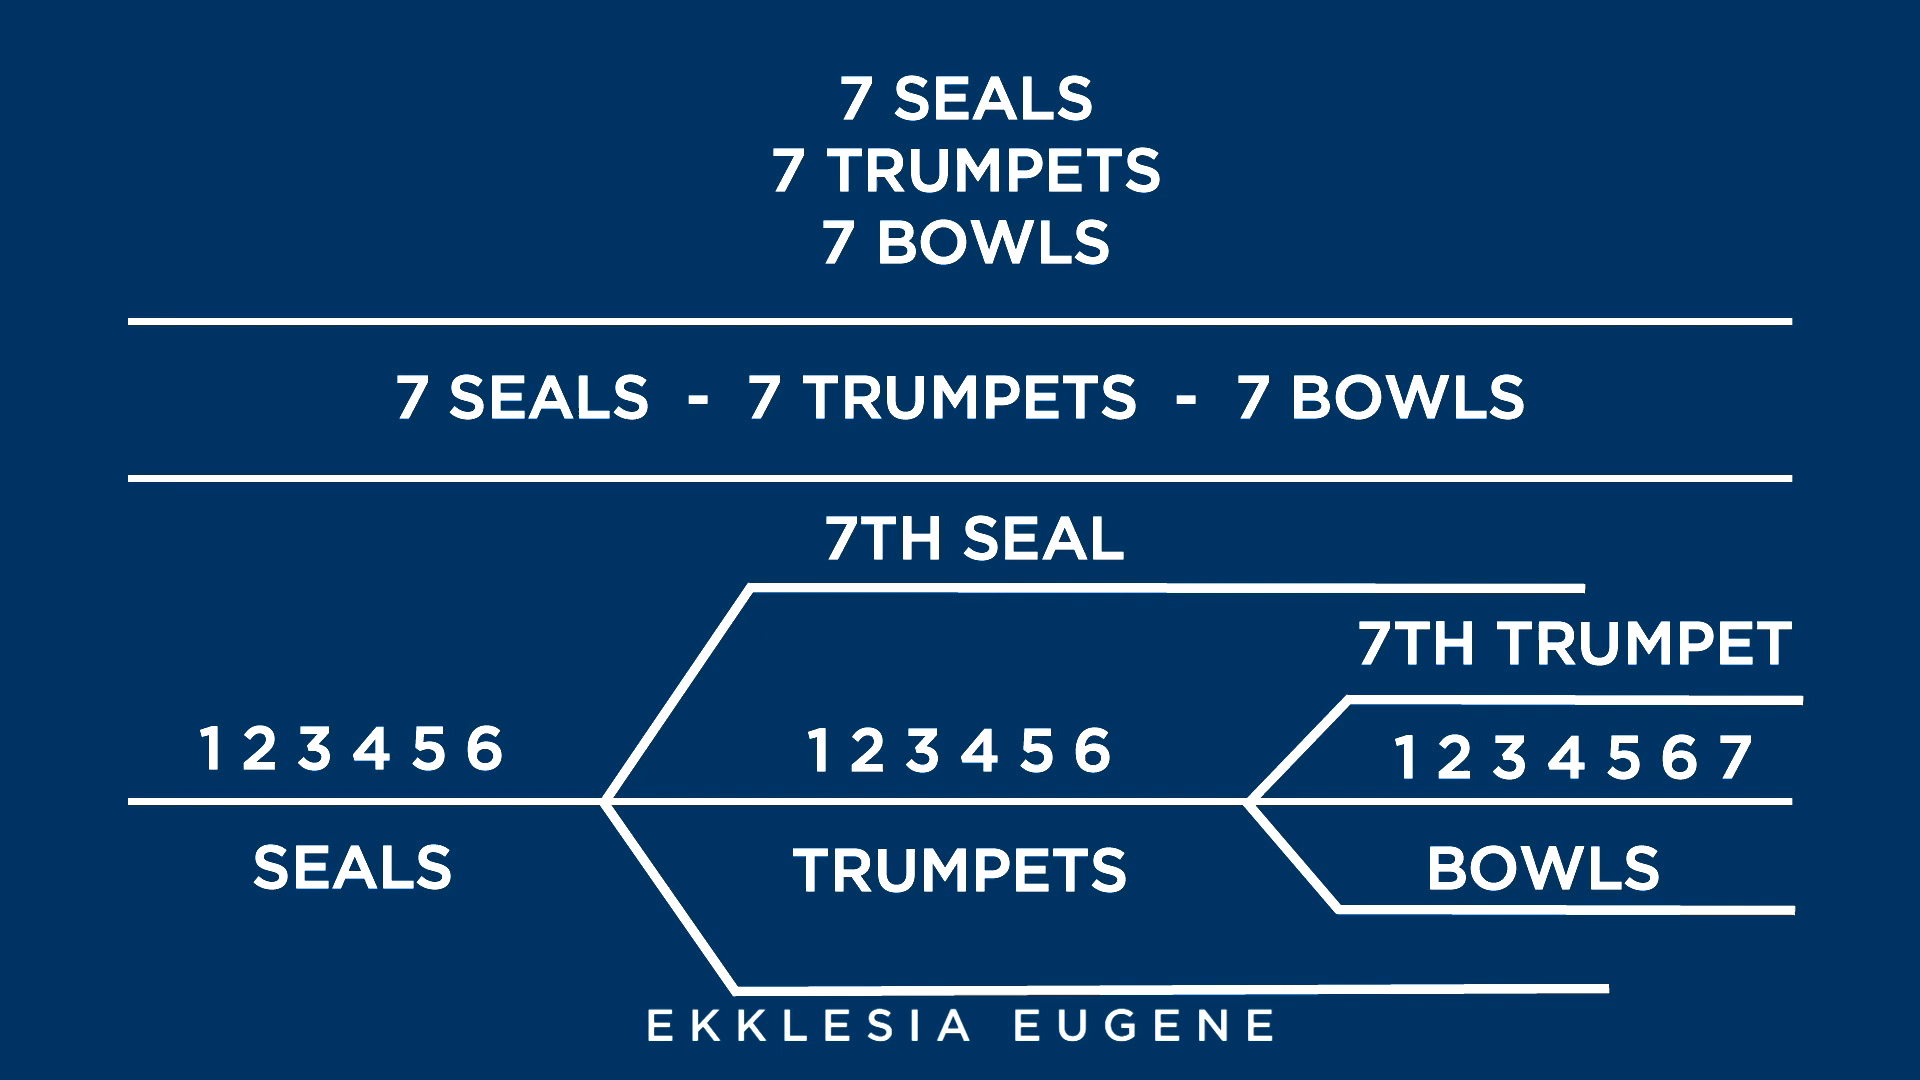 7 SEALS
7 TRUMPETS
7 BOWLS
7 SEALS - 7 TRUMPETS - 7 BOWLS
7TH SEAL
7TH TRUMPET
1 2 3 4 5 6
1 2 3 4 5 6
1 2 3 4 5 6 7
SEALS
TRUMPETS
BOWLS
EKKLESIA EUGENE